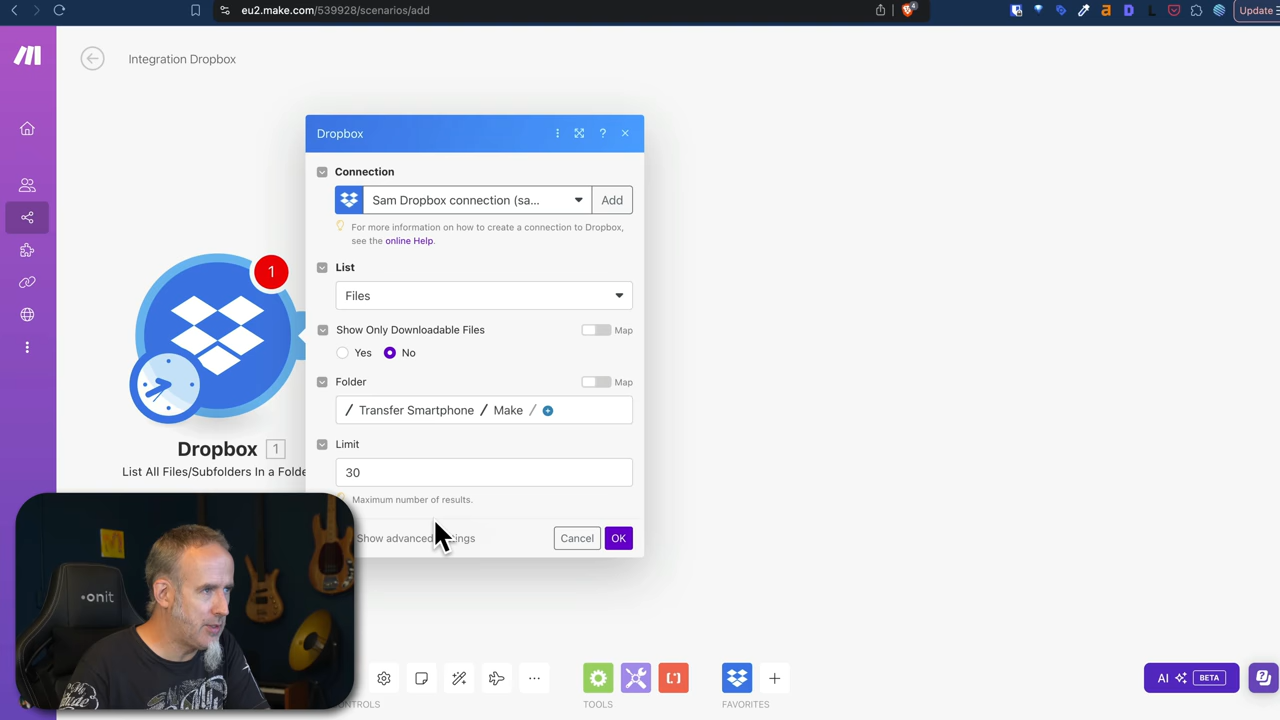 eu2.make.com/539928/scenarios/add
4
Update
Integration Dropbox
Dropbox
?
Connection
Sam Dropbox connection (sa...
Add
For more information on how to create a connection to Dropbox,
see the online Help.
List
Files
Show Only Downloadable Files
Map
Yes
No
Folder
Map
/ Transfer Smartphone / Make /
Limit
30
Maximum number of results.
Show advanced
ings
Cancel
OK
1
Dropbox
1
List All Files/Subfolders In a Folde
onit
TROLS
TOOLS
FAVORITES
AI
BETA